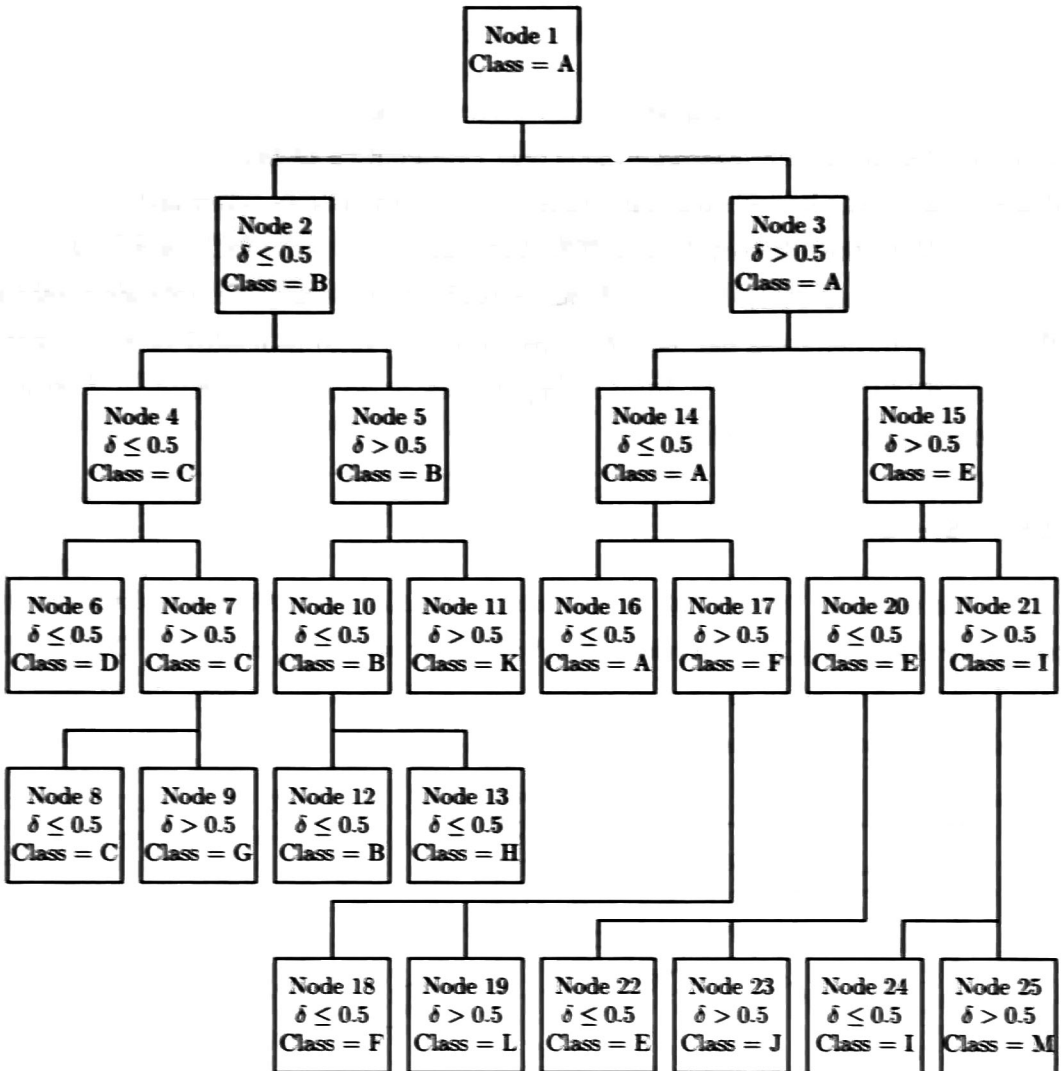 Node 1
Class = A
Node 2
δ ≤ 0.5
Class = B
Node 3
δ > 0.5
Class = A
Node 4
δ ≤ 0.5
Class = C
Node 5
δ > 0.5
Class = B
Node 14
δ ≤ 0.5
Class = A
Node 15
δ > 0.5
Class = E
Node 6
δ ≤ 0.5
Class = D
Node 7
δ > 0.5
Class = C
Node 10
δ ≤ 0.5
Class = B
Node 11
δ > 0.5
Class = K
Node 16
δ ≤ 0.5
Class = A
Node 17
δ > 0.5
Class = F
Node 20
δ ≤ 0.5
Class = E
Node 21
δ > 0.5
Class = I
Node 8
δ ≤ 0.5
Class = C
Node 9
δ > 0.5
Class = G
Node 12
δ ≤ 0.5
Class = B
Node 13
δ ≤ 0.5
Class = H
Node 18
δ ≤ 0.5
Class = F
Node 19
δ > 0.5
Class = L
Node 22
δ ≤ 0.5
Class = E
Node 23
δ > 0.5
Class = J
Node 24
δ ≤ 0.5
Class = I
Node 25
δ > 0.5
Class = M